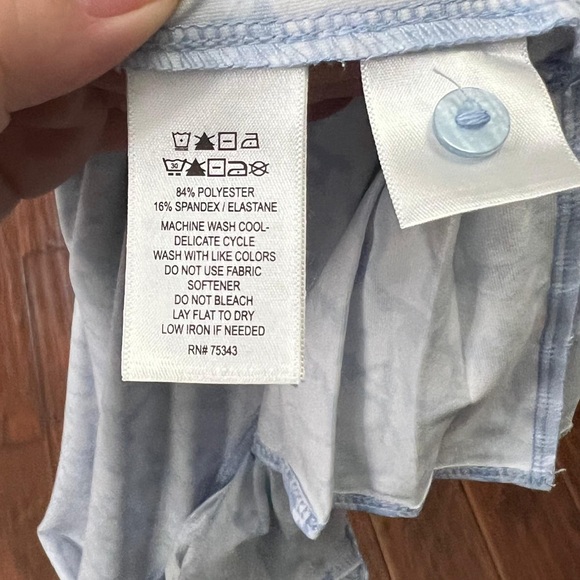 30
84% POLYESTER
16% SPANDEX / ELASTANE
MACHINE WASH COOL-
DELICATE CYCLE
WASH WITH LIKE COLORS
DO NOT USE FABRIC
SOFTENER
DO NOT BLEACH
LAY FLAT TO DRY
LOW IRON IF NEEDED
RN# 75343